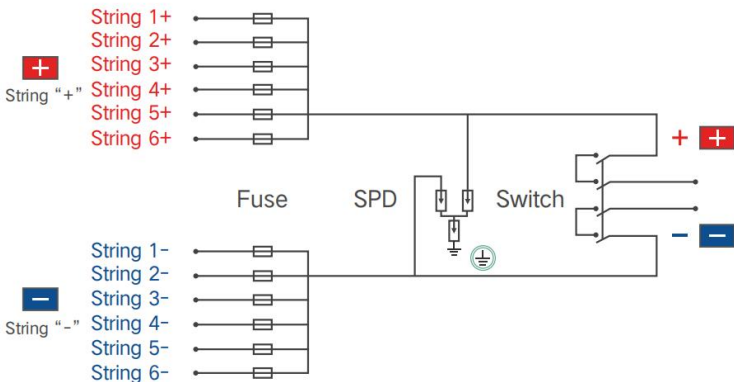 String 1+
String 2+
String 3+
String 4+
String "+"
String 5+
String 6+
+
Fuse
SPD
Switch
−
String 1-
String 2-
String 3-
String 4-
String "-"
String 5-
String 6-